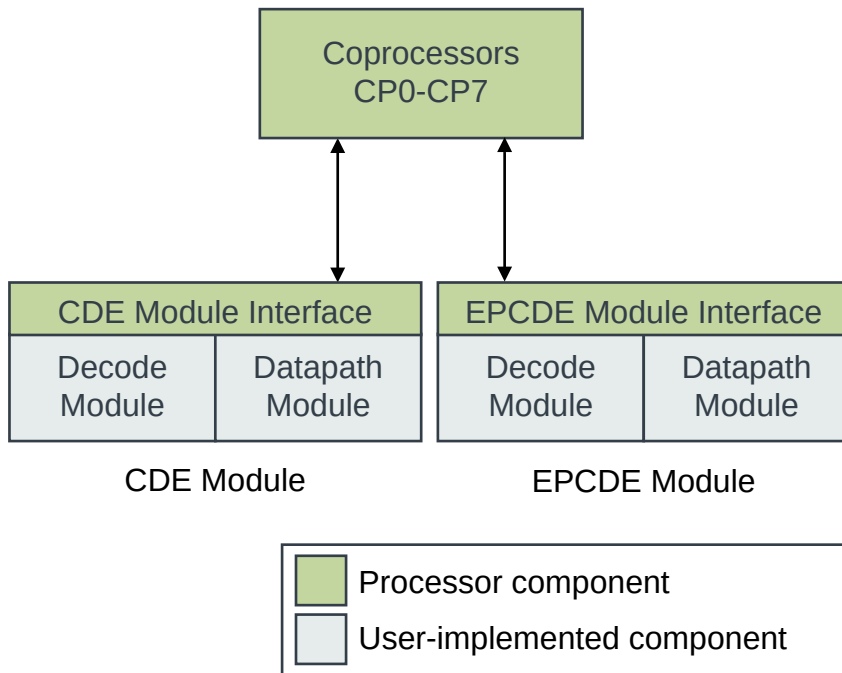 Coprocessors
CP0-CP7
CDE Module Interface
Decode
Module
Datapath
Module
CDE Module
EPCDE Module Interface
Decode
Module
Datapath
Module
EPCDE Module
Processor component
User-implemented component